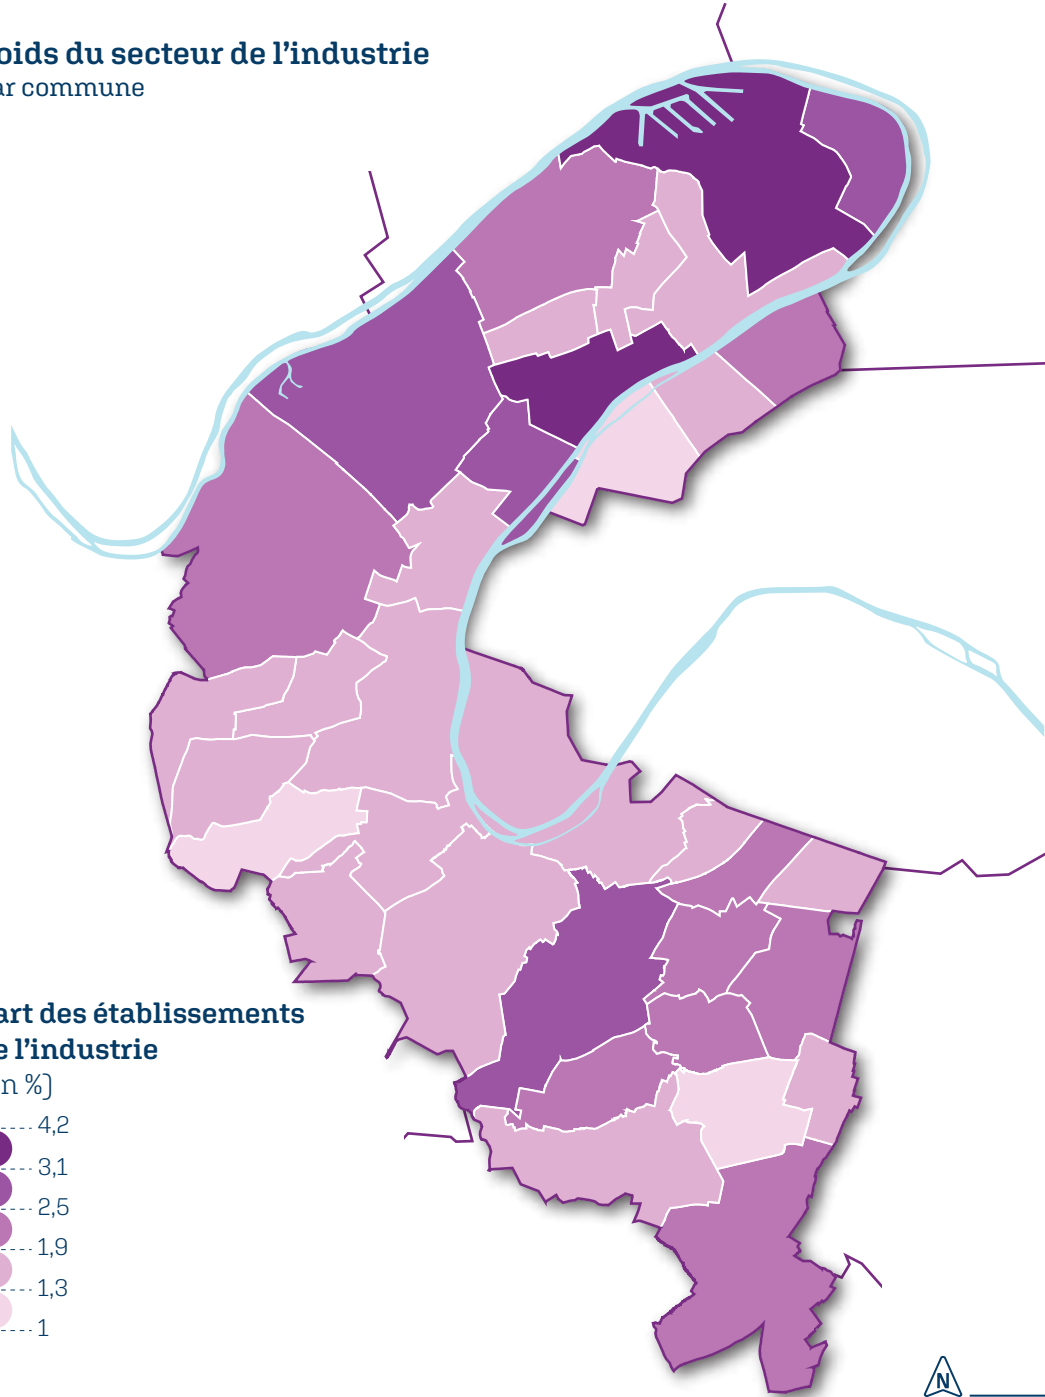 oids du secteur de l'industrie
ar commune
art des établissements
e l'industrie
n %)
4,2
3,1
2,5
1,9
1,3
1
N